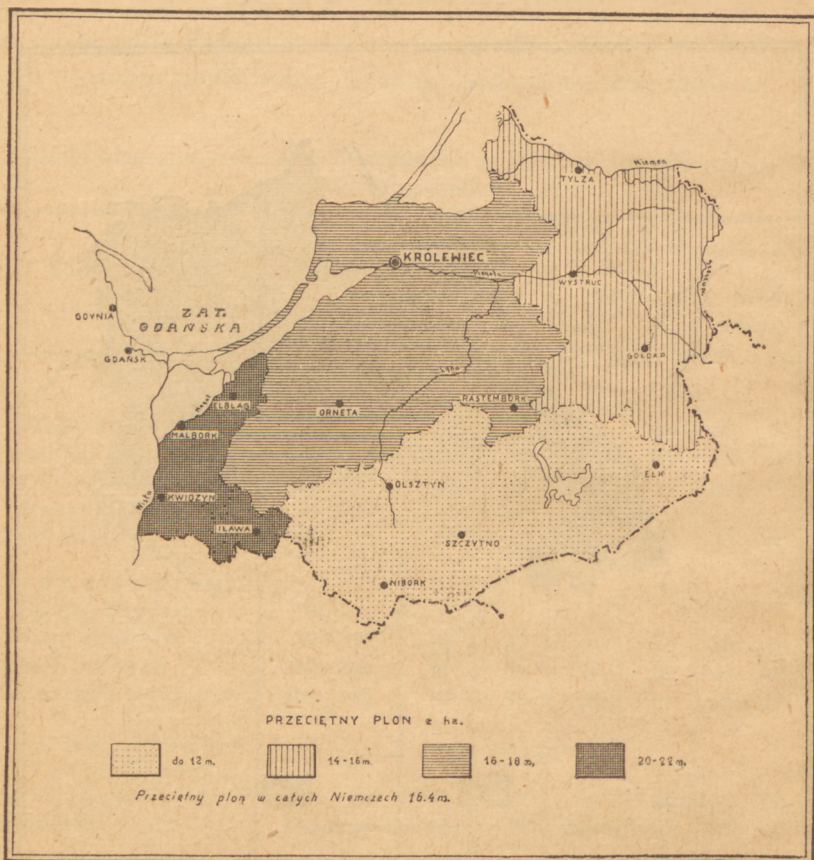 Niemen
TYLŻA
KRÓLEWIEC
Pregoła
WYSTRUĆ
GDYNIA
ZAT.
GDAŃSKA
GDAŃSK
GOŁDAP
Łyna
Nogat
ELBLĄG
ORNETA
RASTEMBORK
MALBORK
EŁK
OLSZTYN
KWIDZYN
Wisła
IŁAWA
SZCZYTNO
NIBORK
PRZECIĘTNY PLON z ha.
do 12 m.
14-16 m.
16-18 m,
20-22 m.
Przeciętny plon w całych Niemczech 16.4 m.